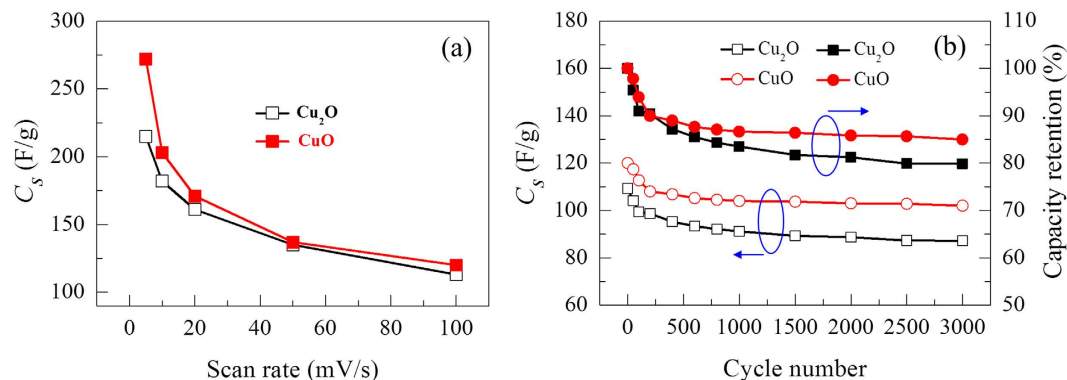 300
250
200
150
100
Cₛ (F/g)
(a)
Cu₂O
CuO
0
20
40
60
80
100
Scan rate (mV/s)
180
160
140
120
100
80
60
Cₛ (F/g)
(b)
Cu₂O
Cu₂O
CuO
CuO
110
100
90
80
70
60
50
Capacity retention (%)
0
500
1000
1500
2000
2500
3000
Cycle number